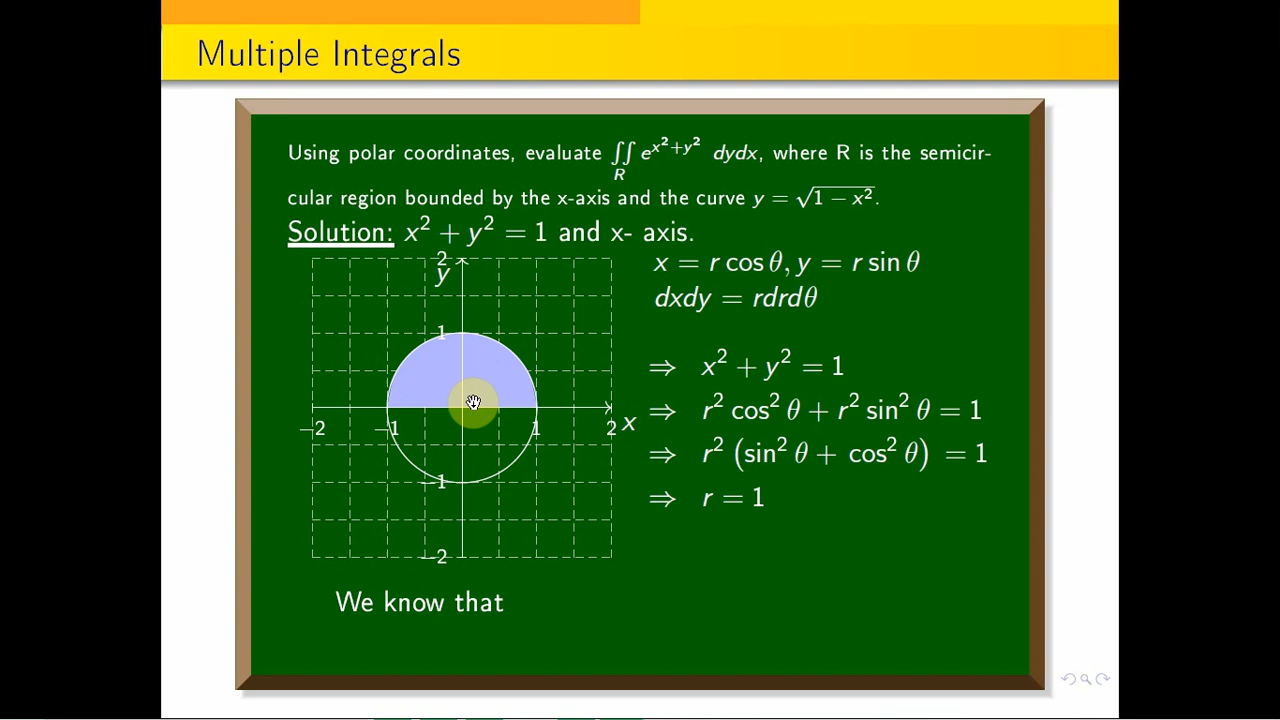 Multiple Integrals
Using polar coordinates, evaluate ∬_R e^{x²+y²} dydx, where R is the semicir-
cular region bounded by the x-axis and the curve y = √(1 − x²).
Solution: x² + y² = 1 and x- axis.
x = r cos θ, y = r sin θ
dxdy = rdrdθ
⇒ x² + y² = 1
⇒ r² cos² θ + r² sin² θ = 1
⇒ r² (sin² θ + cos² θ) = 1
⇒ r = 1
2
y
1
−2 −1 1 2 x
−1
−2
We know that